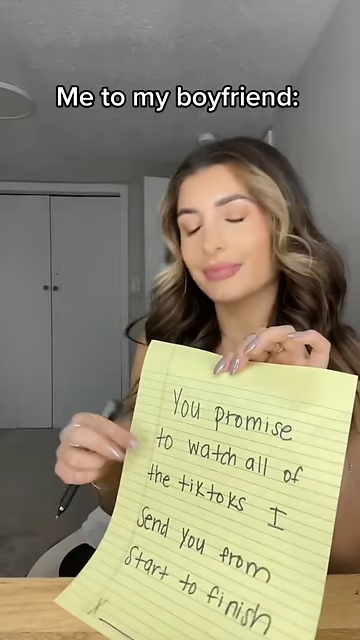 Me to my boyfriend:
You promise
to watch all of
the tiktoks I
Send you from
Start to finish
X